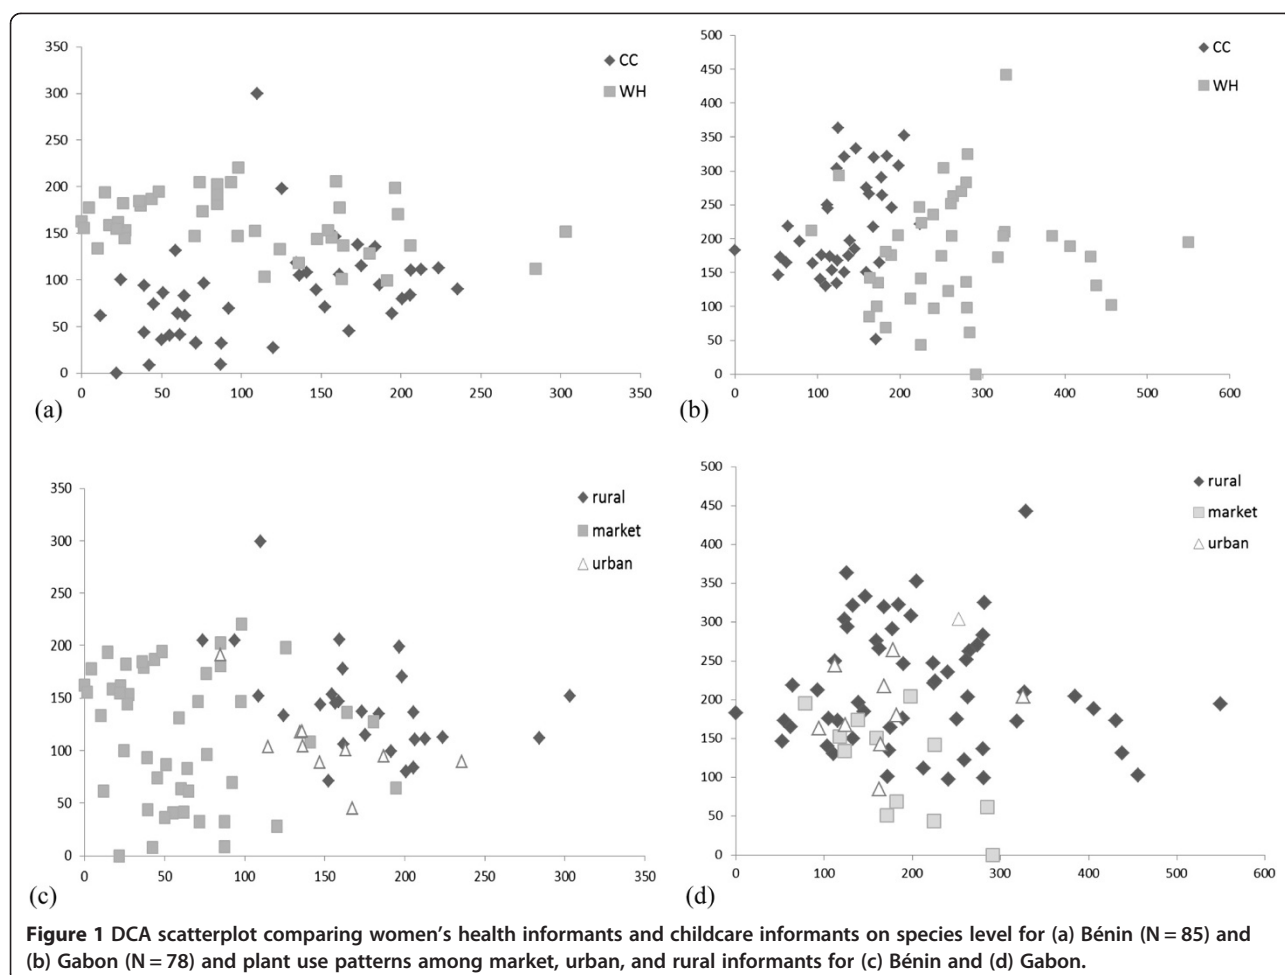 350
300
250
200
150
100
50
0
0 50 100 150 200 250 300 350
CC
WH
(a)
500
450
400
350
300
250
200
150
100
50
0
0 100 200 300 400 500 600
CC
WH
(b)
350
300
250
200
150
100
50
0
0 50 100 150 200 250 300 350
rural
market
urban
(c)
500
450
400
350
300
250
200
150
100
50
0
0 100 200 300 400 500 600
rural
market
urban
(d)
Figure 1 DCA scatterplot comparing women's health informants and childcare informants on species level for (a) Bénin (N = 85) and
(b) Gabon (N = 78) and plant use patterns among market, urban, and rural informants for (c) Bénin and (d) Gabon.